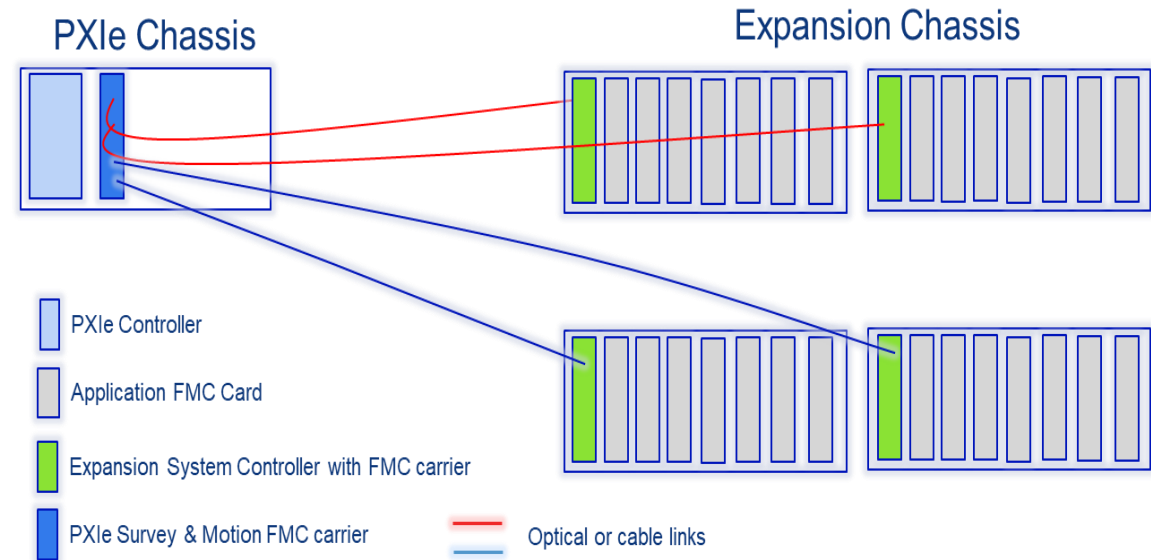 PXIe Chassis
Expansion Chassis
PXIe Controller
Application FMC Card
Expansion System Controller with FMC carrier
PXIe Survey & Motion FMC carrier
Optical or cable links